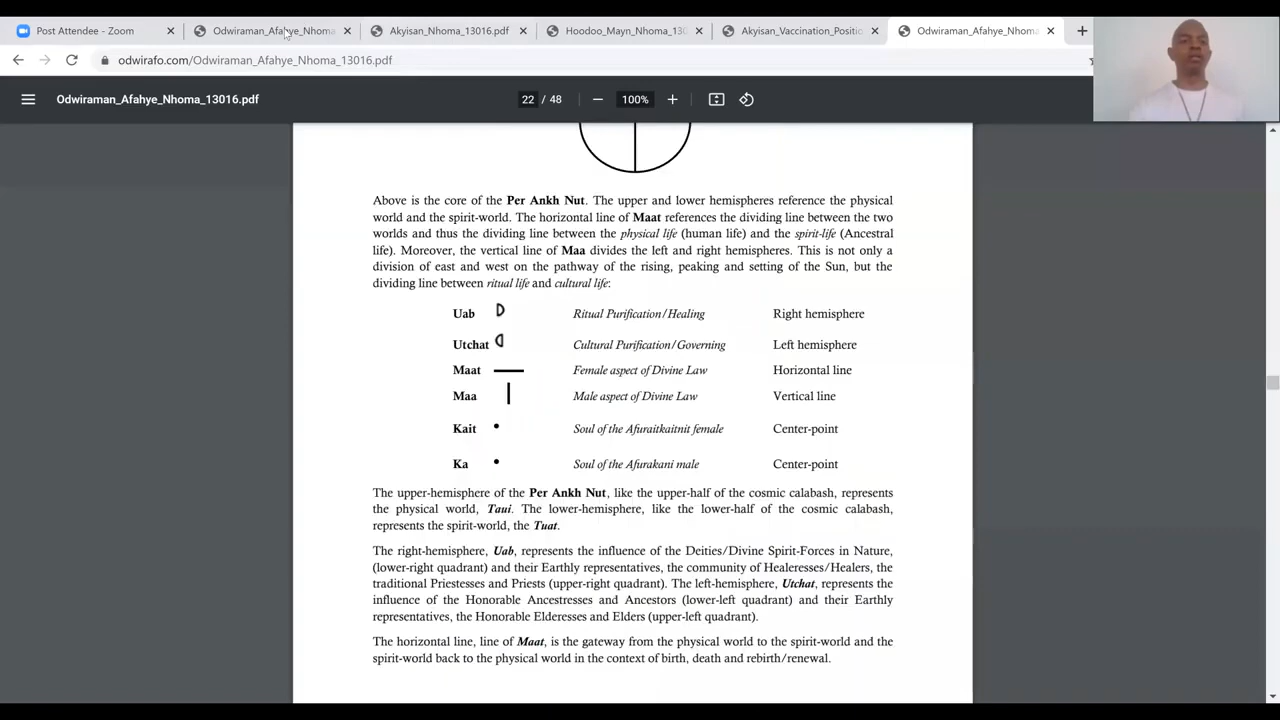 Post Attendee - Zoom
Odwiraman_Afahye_Nhoma
Akyisan_Nhoma_13016.pdf
Hoodoo_Mayn_Nhoma_130
Akyisan_Vaccination_Positi
Odwiraman_Afahye_Nhoma
odwirafo.com/Odwiraman_Afahye_Nhoma_13016.pdf
Odwiraman_Afahye_Nhoma_13016.pdf
22 / 48
100%
Above is the core of the Per Ankh Nut. The upper and lower hemispheres reference the physical
world and the spirit-world. The horizontal line of Maat references the dividing line between the two
worlds and thus the dividing line between the physical life (human life) and the spirit-life (Ancestral
life). Moreover, the vertical line of Maa divides the left and right hemispheres. This is not only a
division of east and west on the pathway of the rising, peaking and setting of the Sun, but the
dividing line between ritual life and cultural life:
Uab Ritual Purification/Healing Right hemisphere
Utchat Cultural Purification/Governing Left hemisphere
Maat Female aspect of Divine Law Horizontal line
Maa Male aspect of Divine Law Vertical line
Kait Soul of the Afuraitkaitnit female Center-point
Ka Soul of the Afurakani male Center-point
The upper-hemisphere of the Per Ankh Nut, like the upper-half of the cosmic calabash, represents
the physical world, Taui. The lower-hemisphere, like the lower-half of the cosmic calabash,
represents the spirit-world, the Tuat.
The right-hemisphere, Uab, represents the influence of the Deities/Divine Spirit-Forces in Nature,
(lower-right quadrant) and their Earthly representatives, the community of Healeresses/Healers, the
traditional Priestesses and Priests (upper-right quadrant). The left-hemisphere, Utchat, represents the
influence of the Honorable Ancestresses and Ancestors (lower-left quadrant) and their Earthly
representatives, the Honorable Elderesses and Elders (upper-left quadrant).
The horizontal line, line of Maat, is the gateway from the physical world to the spirit-world and the
spirit-world back to the physical world in the context of birth, death and rebirth/renewal.